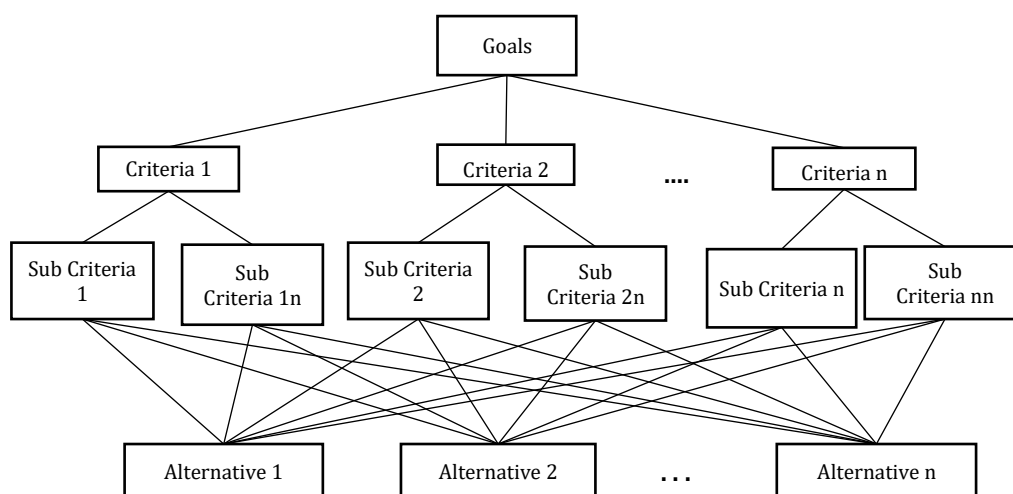 Goals
Criteria 1
Criteria 2
....
Criteria n
Sub Criteria
1
Sub
Criteria 1n
Sub Criteria
2
Sub
Criteria 2n
Sub Criteria n
Sub
Criteria nn
Alternative 1
Alternative 2
...
Alternative n